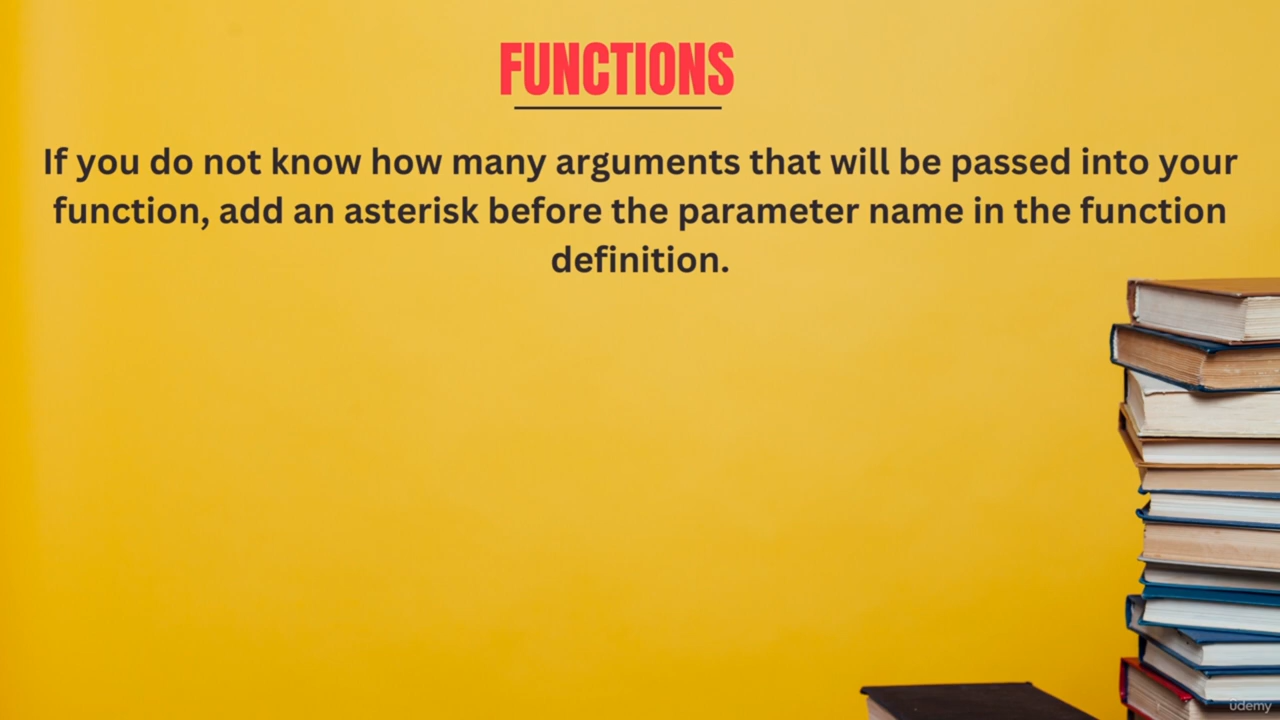 FUNCTIONS
If you do not know how many arguments that will be passed into your
function, add an asterisk before the parameter name in the function
definition.
ûdemy